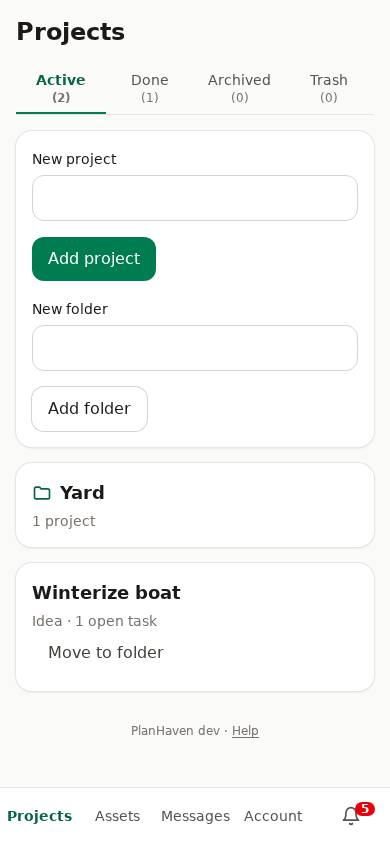 Projects
Active Done Archived Trash
(2) (1) (0) (0)
New project
Add project
New folder
Add folder
Yard
1 project
Winterize boat
Idea · 1 open task
Move to folder
PlanHaven dev · Help
Projects Assets Messages Account 5